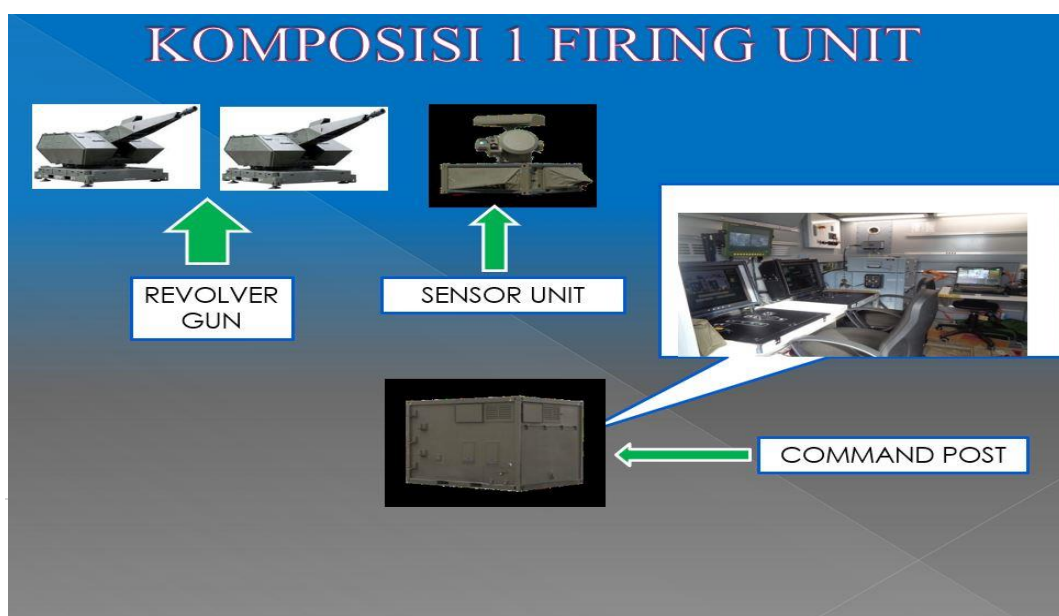 KOMPOSISI 1 FIRING UNIT
REVOLVER
GUN
SENSOR UNIT
COMMAND POST